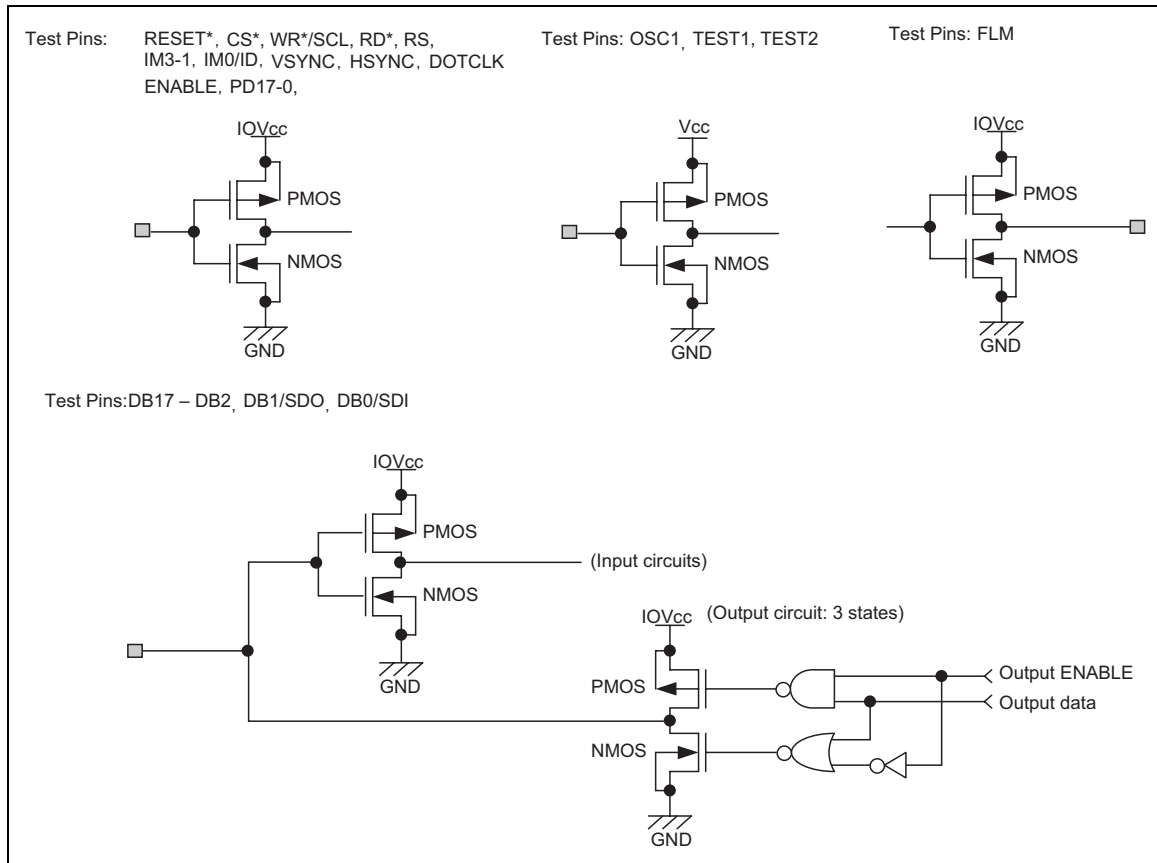 Test Pins: RESET*, CS*, WR*/SCL, RD*, RS,
IM3-1, IM0/ID, VSYNC, HSYNC, DOTCLK
ENABLE, PD17-0,
IOVcc
PMOS
NMOS
GND
Test Pins: OSC1, TEST1, TEST2
Vcc
PMOS
NMOS
GND
Test Pins: FLM
IOVcc
PMOS
NMOS
GND
Test Pins:DB17 – DB2, DB1/SDO, DB0/SDI
IOVcc
PMOS
(Input circuits)
NMOS
GND
IOVcc (Output circuit: 3 states)
PMOS
Output ENABLE
Output data
NMOS
GND